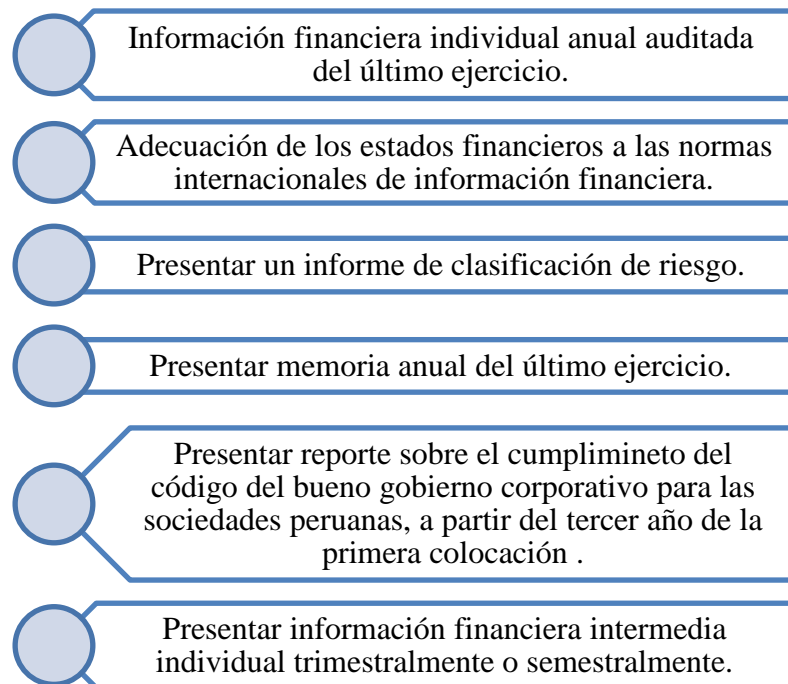 Información financiera individual anual auditada
del último ejercicio.
Adecuación de los estados financieros a las normas
internacionales de información financiera.
Presentar un informe de clasificación de riesgo.
Presentar memoria anual del último ejercicio.
Presentar reporte sobre el cumplimineto del
código del bueno gobierno corporativo para las
sociedades peruanas, a partir del tercer año de la
primera colocación .
Presentar información financiera intermedia
individual trimestralmente o semestralmente.